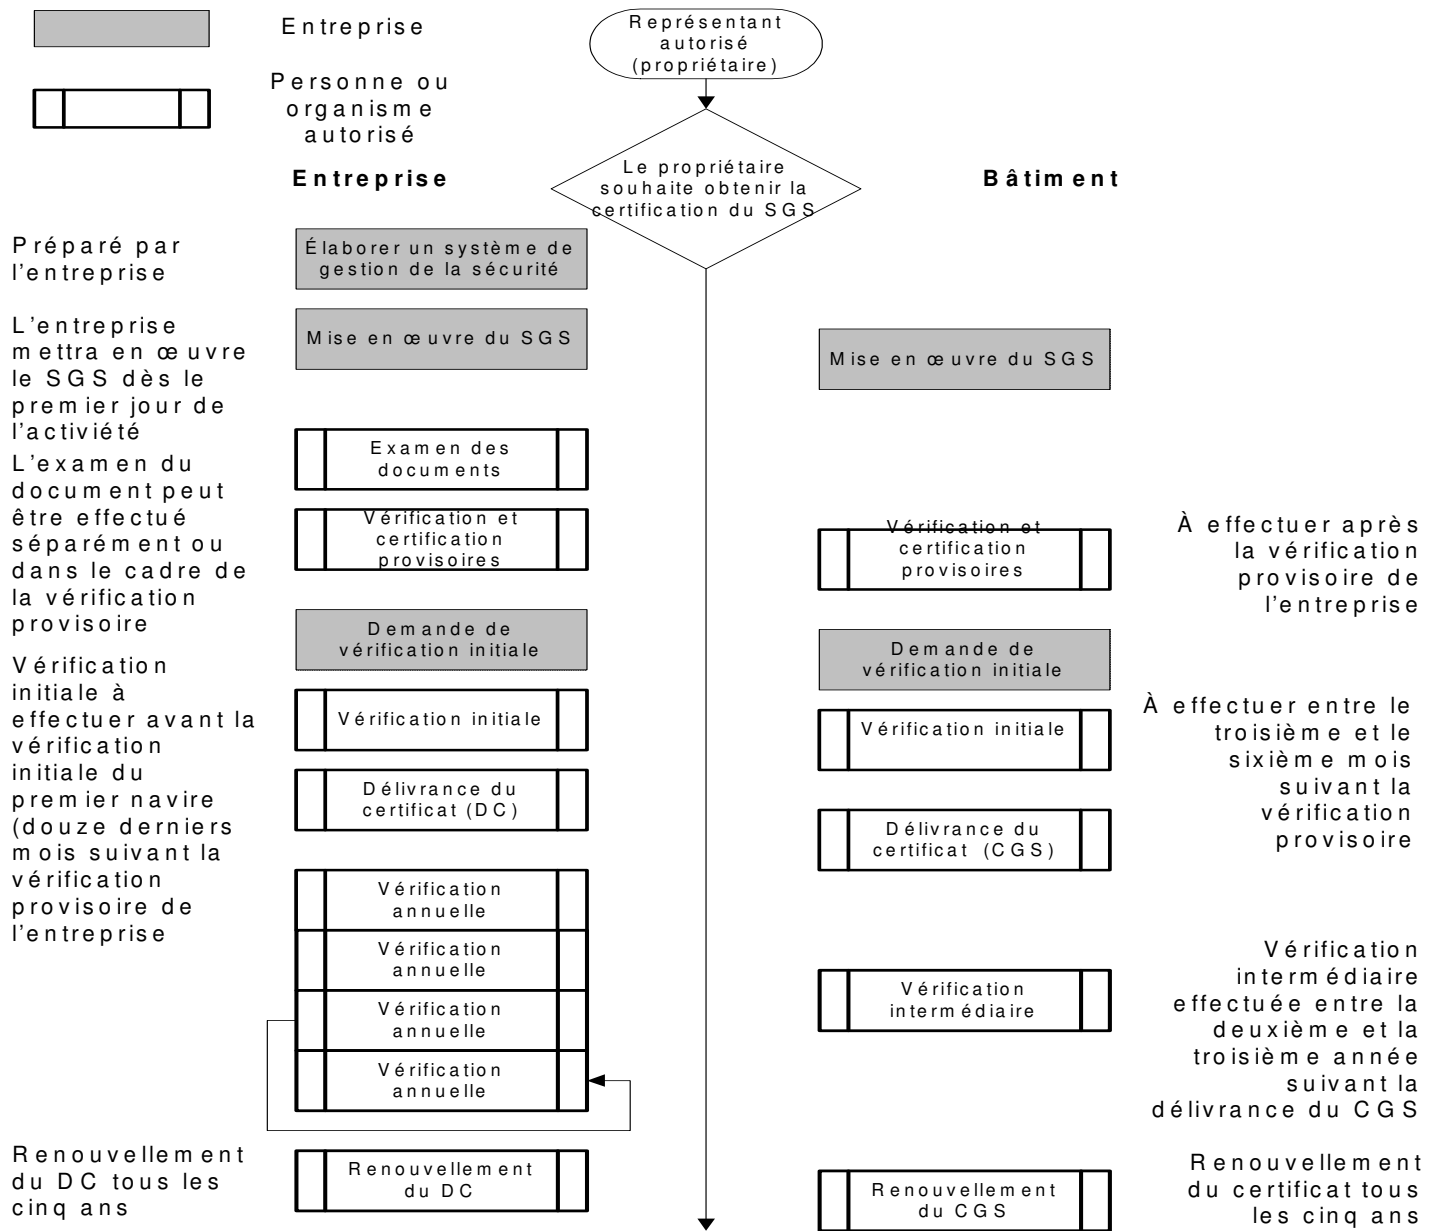 Entreprise
Personne ou
organisme
autorisé
Représentant
autorisé
(propriétaire)
Le propriétaire
souhaite obtenir la
certification du SGS
Entreprise
Bâtiment
Préparé par
l'entreprise
Élaborer un système de
gestion de la sécurité
L'entreprise
mettra en œuvre
le SGS dès le
premier jour de
l'activiété
Mise en œuvre du SGS
Mise en œuvre du SGS
L'examen du
document peut
être effectué
séparément ou
dans le cadre de
la vérification
provisoire
Examen des
documents
Vérification et
certification
provisoires
Vérification et
certification
provisoires
À effectuer après
la vérification
provisoire de
l'entreprise
Demande de
vérification initiale
Demande de
vérification initiale
Vérification
initiale à
effectuer avant la
vérification
initiale du
premier navire
(douze derniers
mois suivant la
vérification
provisoire de
l'entreprise
Vérification initiale
Vérification initiale
À effectuer entre le
troisième et le
sixième mois
suivant la
vérification
provisoire
Délivrance du
certificat (DC)
Délivrance du
certificat (CGS)
Vérification
annuelle
Vérification
annuelle
Vérification
annuelle
Vérification
annuelle
Vérification
intermédiaire
Vérification
intermédiaire
effectuée entre la
deuxième et la
troisième année
suivant la
délivrance du CGS
Renouvellement
du DC tous les
cinq ans
Renouvellement
du DC
Renouvellement
du CGS
Renouvellement
du certificat tous
les cinq ans